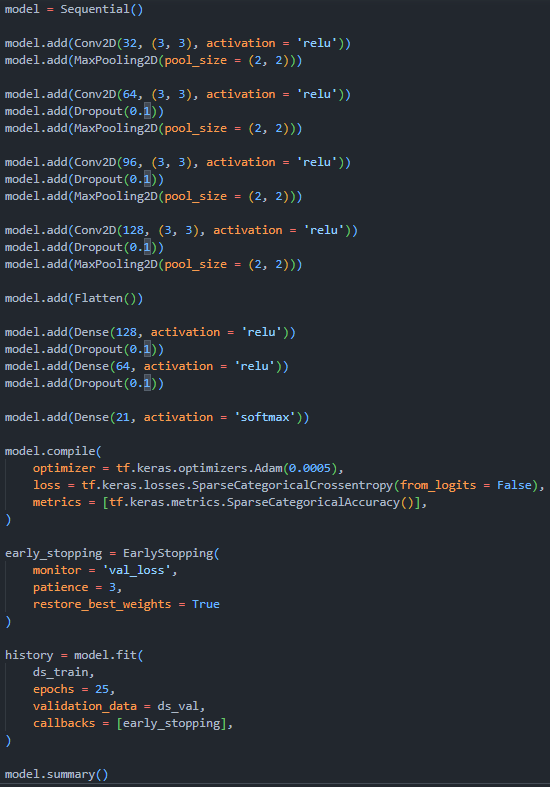 model = Sequential()
model.add(Conv2D(32, (3, 3), activation = 'relu'))
model.add(MaxPooling2D(pool_size = (2, 2)))
model.add(Conv2D(64, (3, 3), activation = 'relu'))
model.add(Dropout(0.1))
model.add(MaxPooling2D(pool_size = (2, 2)))
model.add(Conv2D(96, (3, 3), activation = 'relu'))
model.add(Dropout(0.1))
model.add(MaxPooling2D(pool_size = (2, 2)))
model.add(Conv2D(128, (3, 3), activation = 'relu'))
model.add(Dropout(0.1))
model.add(MaxPooling2D(pool_size = (2, 2)))
model.add(Flatten())
model.add(Dense(128, activation = 'relu'))
model.add(Dropout(0.1))
model.add(Dense(64, activation = 'relu'))
model.add(Dropout(0.1))
model.add(Dense(21, activation = 'softmax'))
model.compile(
    optimizer = tf.keras.optimizers.Adam(0.0005),
    loss = tf.keras.losses.SparseCategoricalCrossentropy(from_logits = False),
    metrics = [tf.keras.metrics.SparseCategoricalAccuracy()],
)
early_stopping = EarlyStopping(
    monitor = 'val_loss',
    patience = 3,
    restore_best_weights = True
)
history = model.fit(
    ds_train,
    epochs = 25,
    validation_data = ds_val,
    callbacks = [early_stopping],
)
model.summary()